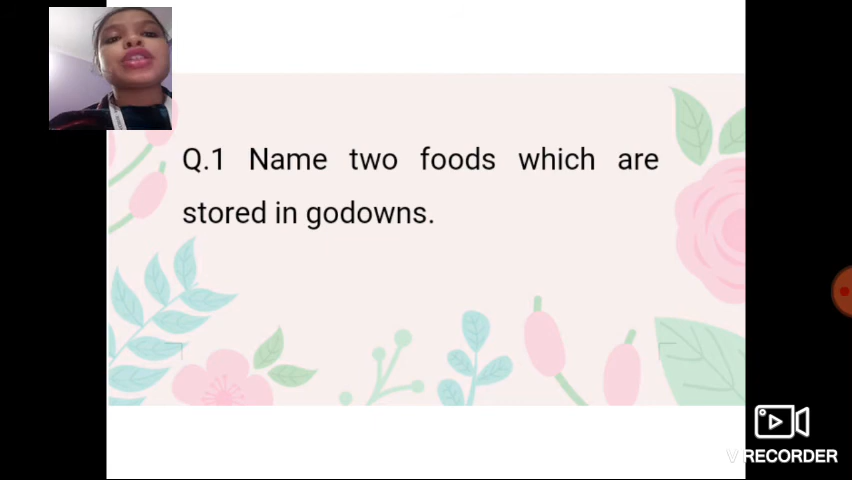 Q.1 Name two foods which are
stored in godowns.
V RECORDER